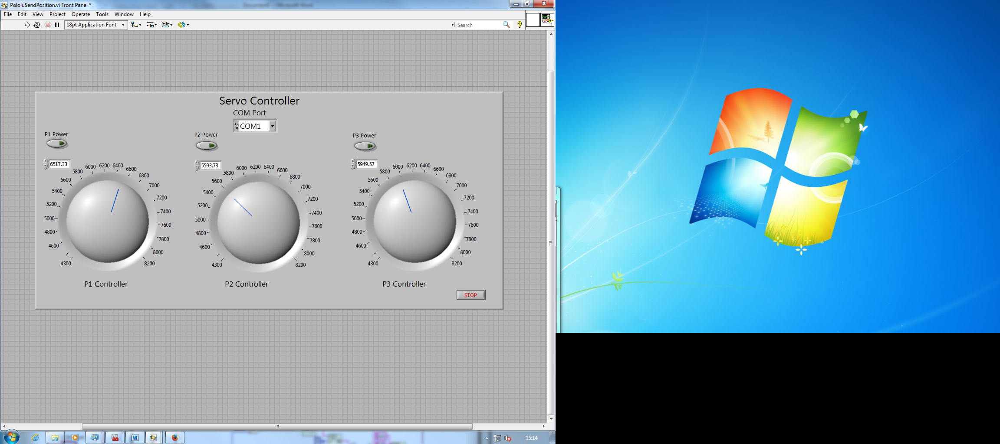 PololuSendPosition.vi Front Panel *
File Edit View Project Operate Tools Window Help
18pt Application Font
Search
?
1
Servo Controller
COM Port
COM1
P1 Power
P2 Power
P3 Power
6517.33
4300 4600 4800 5000 5200 5400 5600 5800 6000 6200 6400 6600 6800 7000 7200 7400 7600 7800 8000 8200
P1 Controller
5593.73
4300 4600 4800 5000 5200 5400 5600 5800 6000 6200 6400 6600 6800 7000 7200 7400 7600 7800 8000 8200
P2 Controller
5949.57
4300 4600 4800 5000 5200 5400 5600 5800 6000 6200 6400 6600 6800 7000 7200 7400 7600 7800 8000 8200
P3 Controller
STOP
15:14